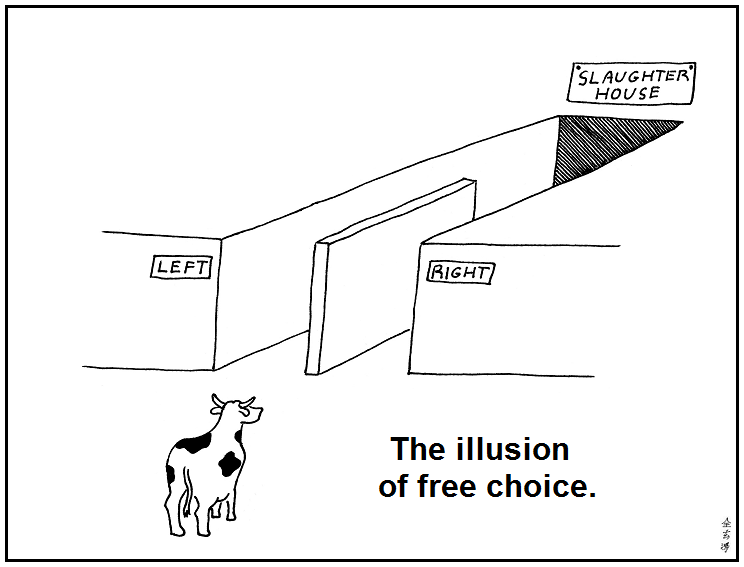 SLAUGHTER
HOUSE
LEFT
RIGHT
The illusion
of free choice.